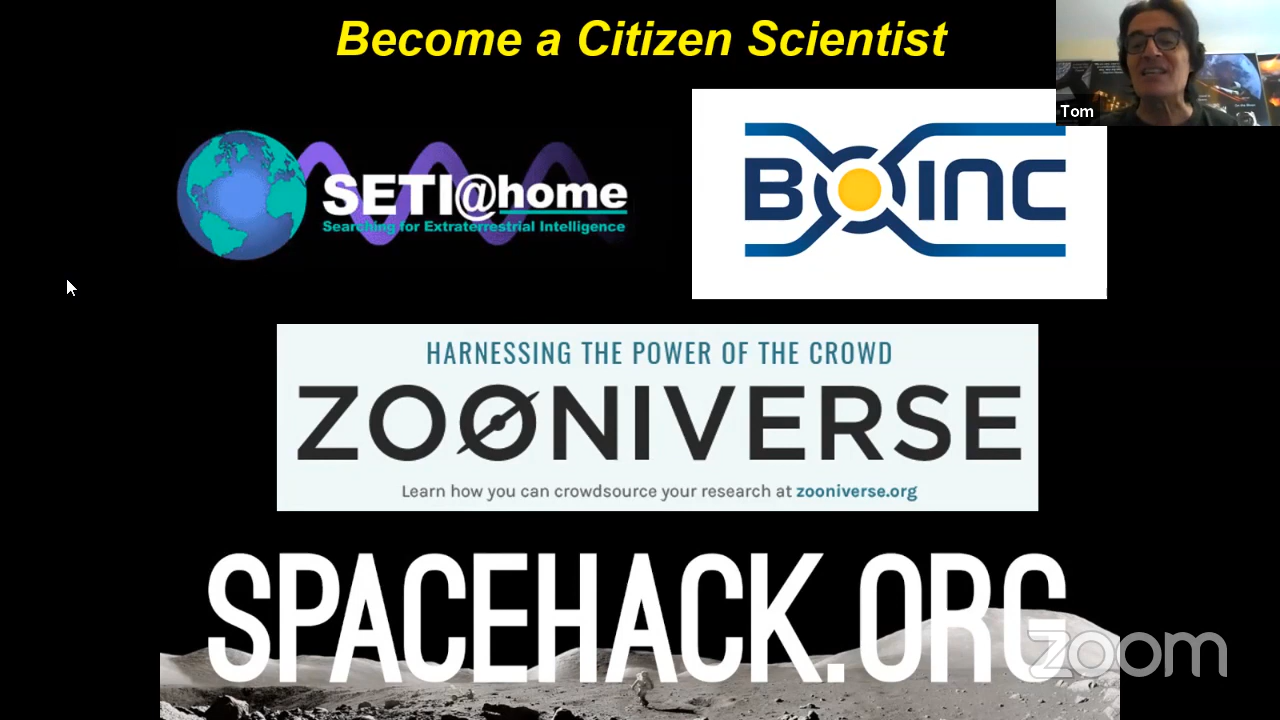 Become a Citizen Scientist
Tom
SETI@home
Searching for Extraterrestrial Intelligence
BOINC
HARNESSING THE POWER OF THE CROWD
ZOONIVERSE
Learn how you can crowdsource your research at zooniverse.org
SPACEHACK.ORG
zoom